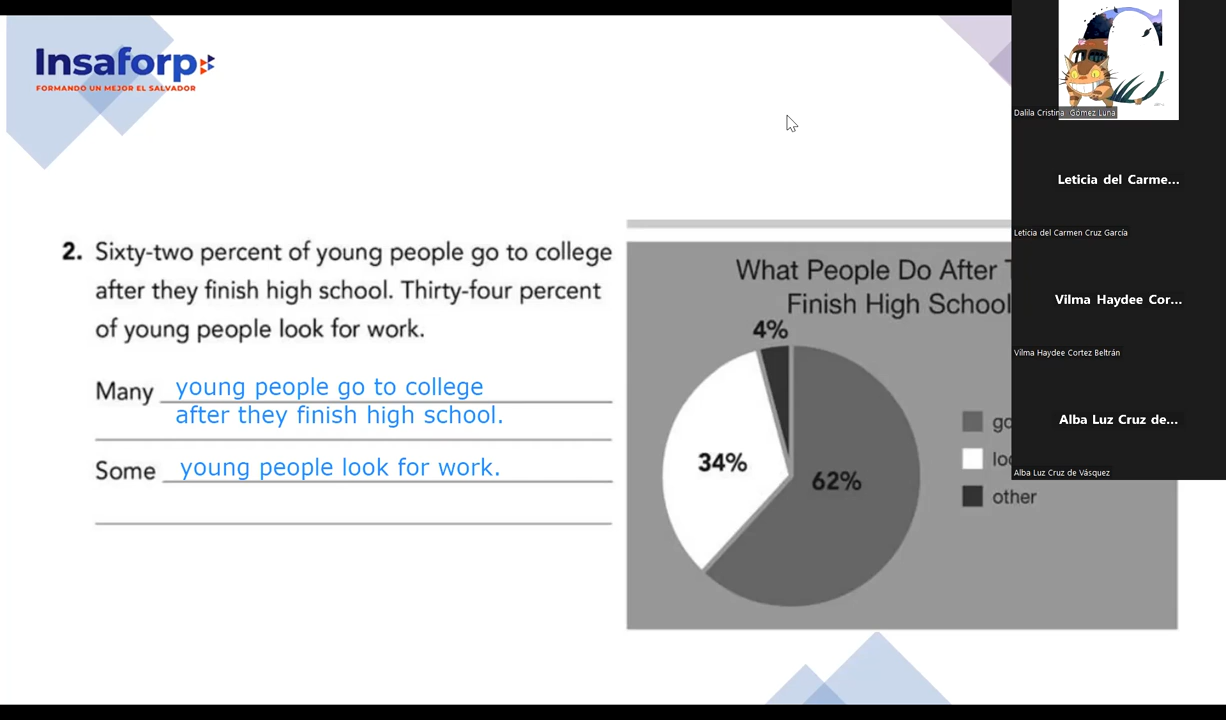 Insaforp
FORMANDO UN MEJOR EL SALVADOR
2. Sixty-two percent of young people go to college
after they finish high school. Thirty-four percent
of young people look for work.
Many young people go to college
after they finish high school.
Some young people look for work.
What People Do After
Finish High School
4%
34%
62%
other
Dalila Cristina Gómez Luna
Leticia del Carme...
Leticia del Carmen Cruz García
Vilma Haydee Cor...
Vilma Haydee Cortez Beltrán
Alba Luz Cruz de...
Alba Luz Cruz de Vásquez